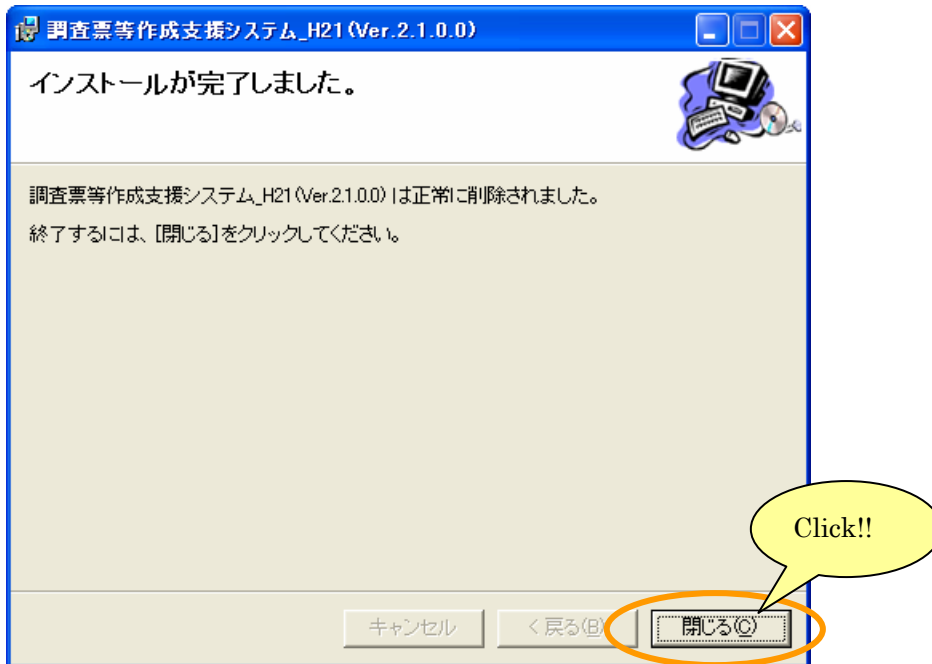 調査票等作成支援システム_H21(Ver.2.1.0.0)
インストールが完了しました。
調査票等作成支援システム_H21(Ver.2.1.0.0) は正常に削除されました。
終了するには、[閉じる]をクリックしてください。
Click!!
キャンセル
< 戻る(B)
閉じる(C)